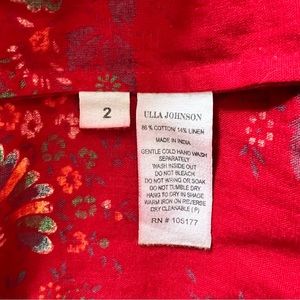 2
ULLA JOHNSON
86% COTTON 14% LINEN
MADE IN INDIA
GENTLE COLD HAND WASH
SEPARATELY
WASH INSIDE OUT
DO NOT BLEACH
DO NOT WRING OR SOAK
DO NOT TUMBLE DRY
HANG TO DRY IN SHADE
WARM IRON ON REVERSE
DRY CLEANABLE (P)
RN # 105177